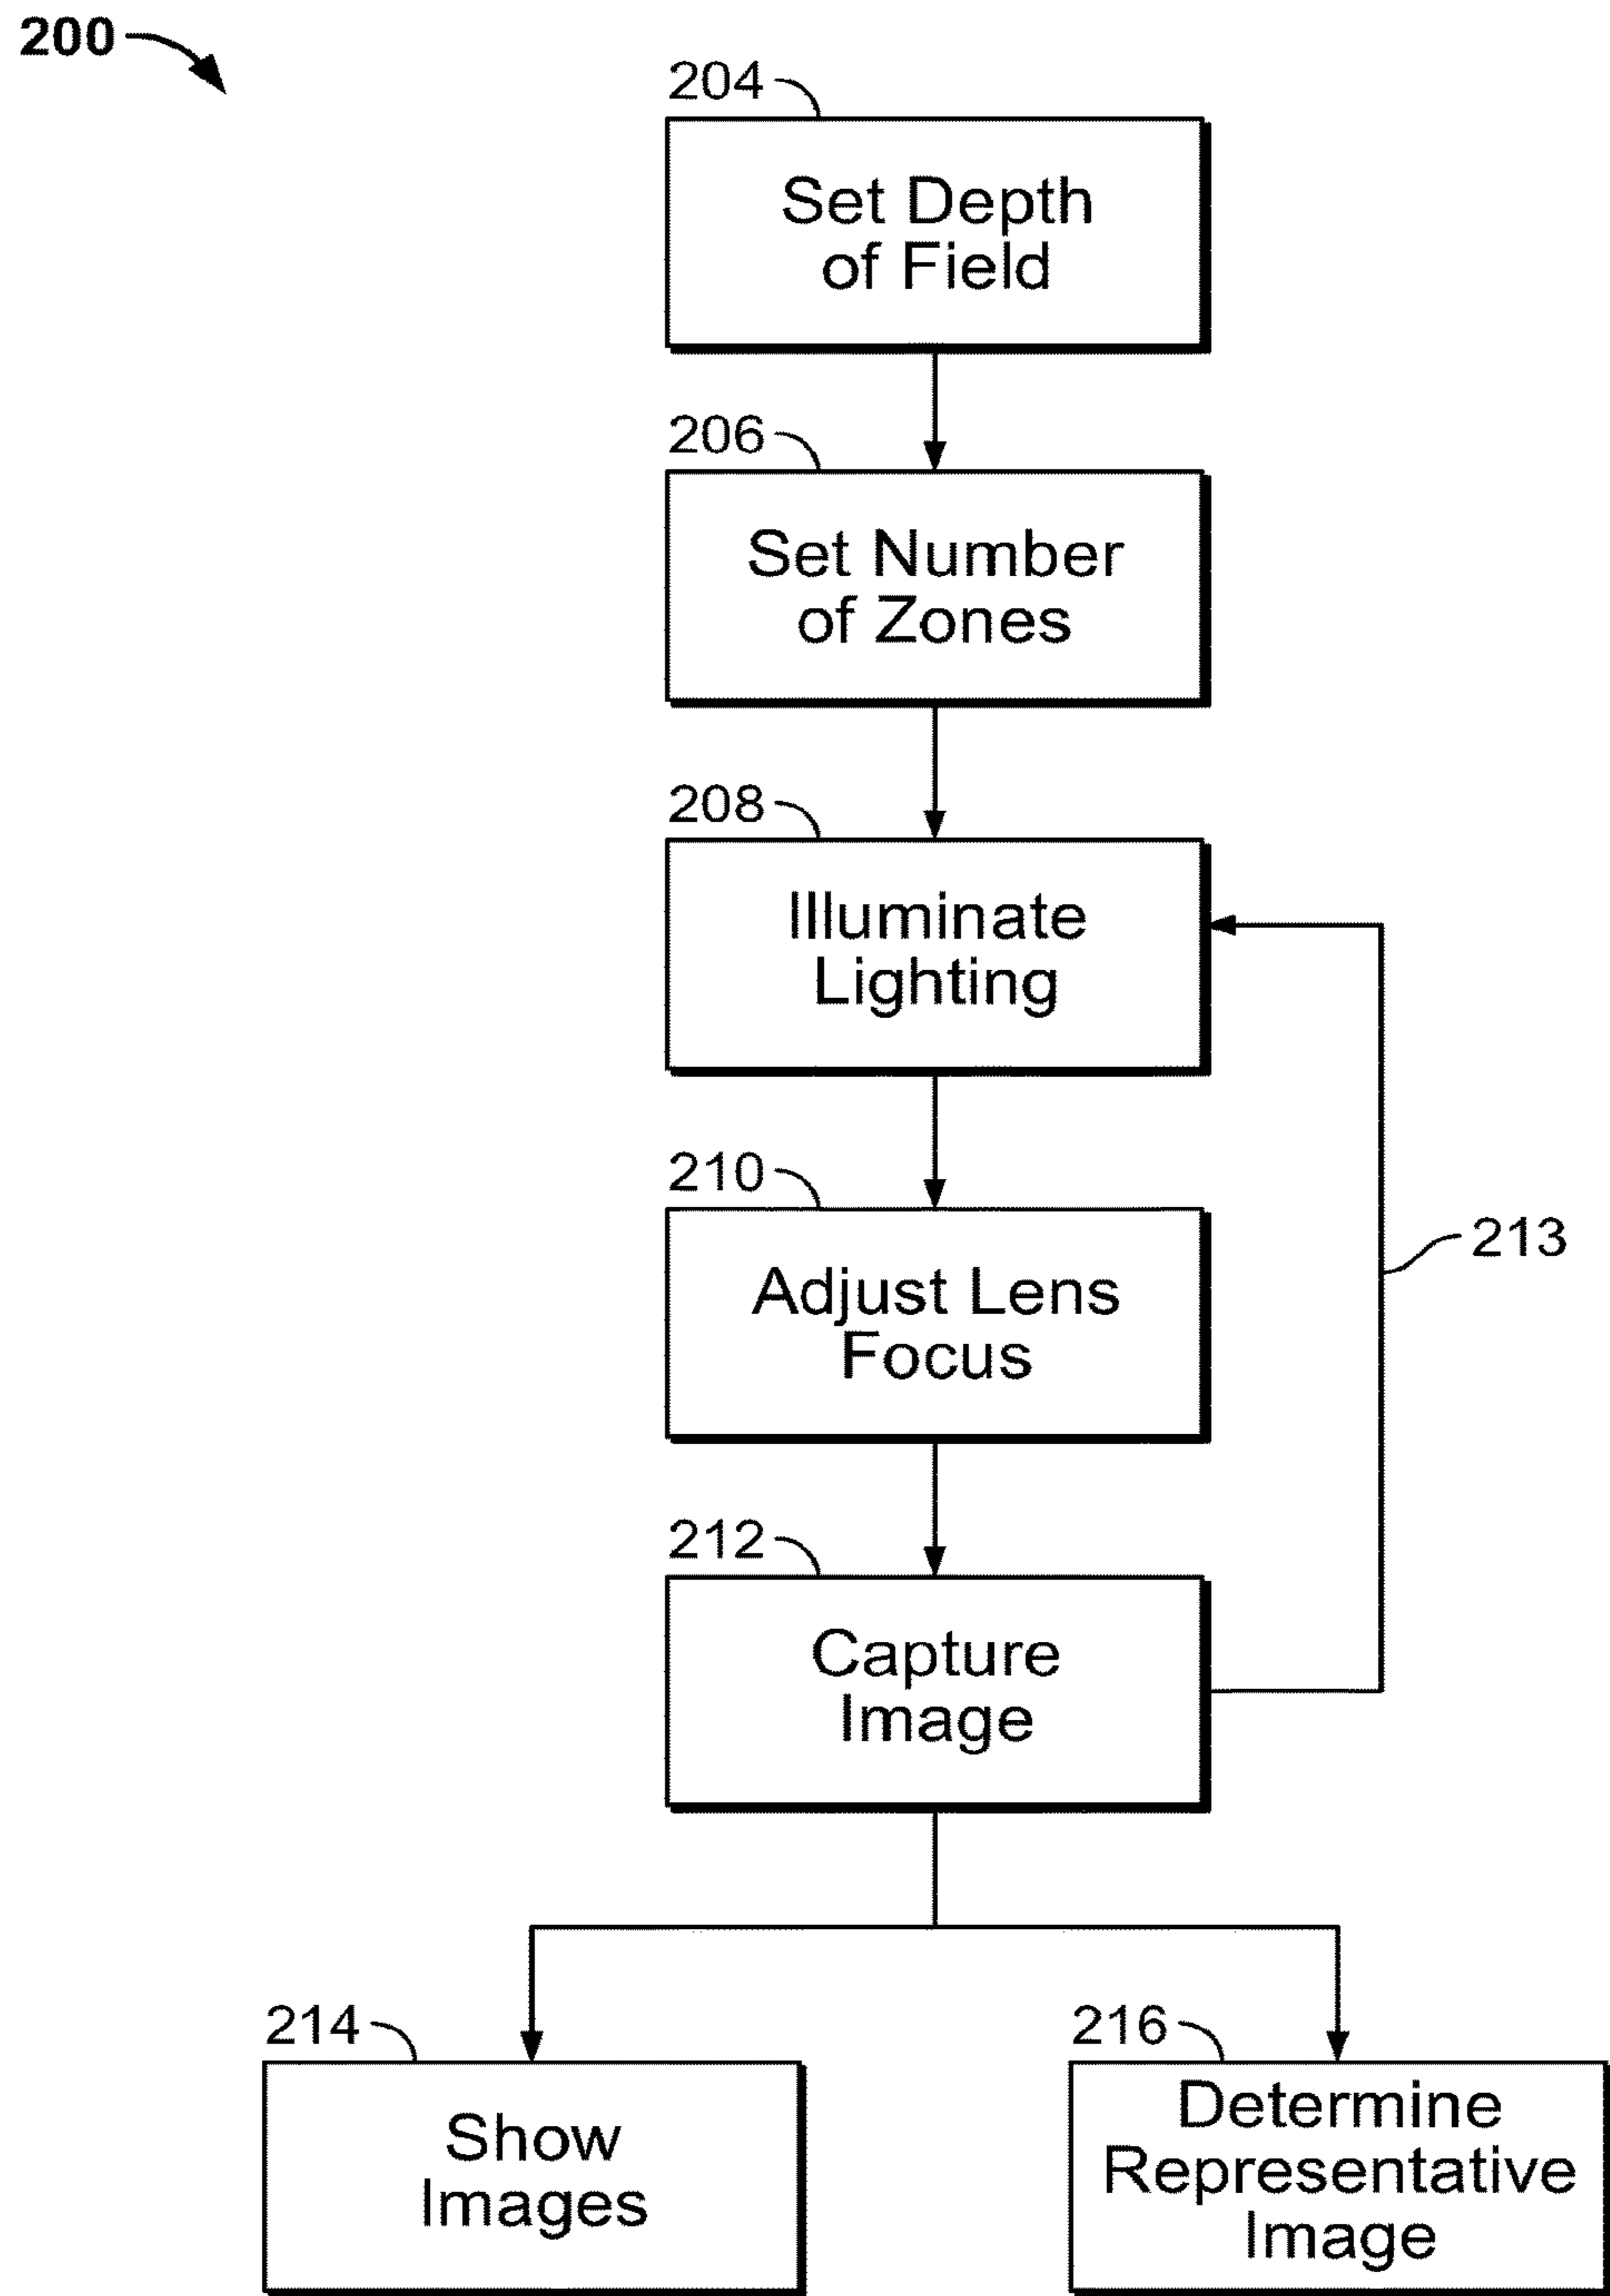 200
204
Set Depth
of Field
206
Set Number
of Zones
208
Illuminate
Lighting
210
Adjust Lens
Focus
213
212
Capture
Image
214
Show
Images
216
Determine
Representative
Image